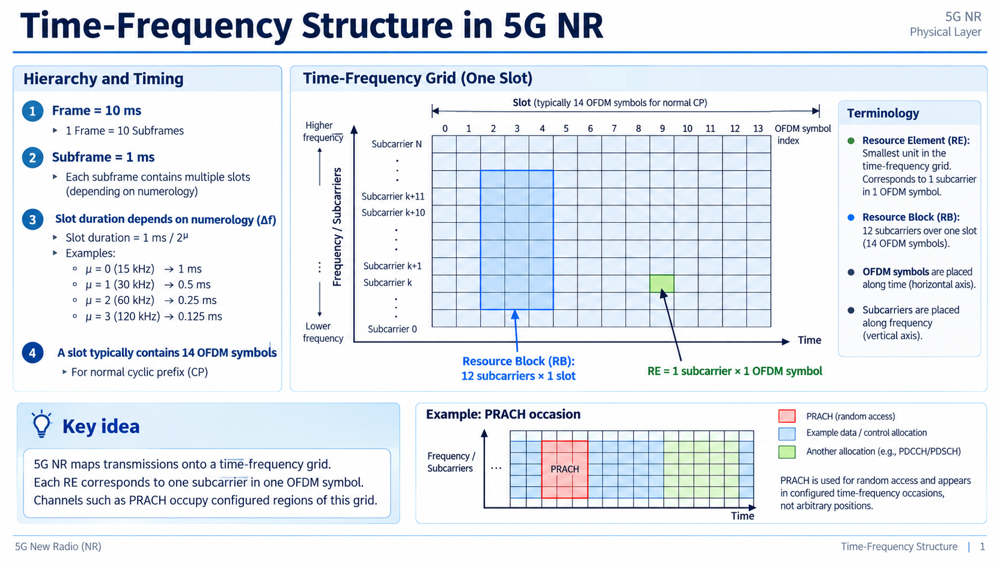 Time-Frequency Structure in 5G NR
5G NR
Physical Layer
Hierarchy and Timing
1 Frame = 10 ms
▸ 1 Frame = 10 Subframes
2 Subframe = 1 ms
▸ Each subframe contains multiple slots
(depending on numerology)
3 Slot duration depends on numerology (Δf)
▸ Slot duration = 1 ms / 2^μ
▸ Examples:
∘ μ = 0 (15 kHz) → 1 ms
∘ μ = 1 (30 kHz) → 0.5 ms
∘ μ = 2 (60 kHz) → 0.25 ms
∘ μ = 3 (120 kHz) → 0.125 ms
4 A slot typically contains 14 OFDM symbols
▸ For normal cyclic prefix (CP)
Time-Frequency Grid (One Slot)
Slot (typically 14 OFDM symbols for normal CP)
0 1 2 3 4 5 6 7 8 9 10 11 12 13 OFDM symbol
index
Higher
frequency
Frequency / Subcarriers
Lower
frequency
Subcarrier N
Subcarrier k+11
Subcarrier k+10
Subcarrier k+1
Subcarrier k
Subcarrier 0
Time
Resource Block (RB):
12 subcarriers × 1 slot
RE = 1 subcarrier × 1 OFDM symbol
Terminology
● Resource Element (RE):
Smallest unit in the
time-frequency grid.
Corresponds to 1 subcarrier
in 1 OFDM symbol.
● Resource Block (RB):
12 subcarriers over one slot
(14 OFDM symbols).
● OFDM symbols are placed
along time (horizontal axis).
● Subcarriers are placed
along frequency
(vertical axis).
Key idea
5G NR maps transmissions onto a time-frequency grid.
Each RE corresponds to one subcarrier in one OFDM symbol.
Channels such as PRACH occupy configured regions of this grid.
Example: PRACH occasion
Frequency /
Subcarriers
...
PRACH
Time
PRACH (random access)
Example data / control allocation
Another allocation (e.g., PDCCH/PDSCH)
PRACH is used for random access and appears
in configured time-frequency occasions,
not arbitrary positions.
5G New Radio (NR)
Time-Frequency Structure | 1